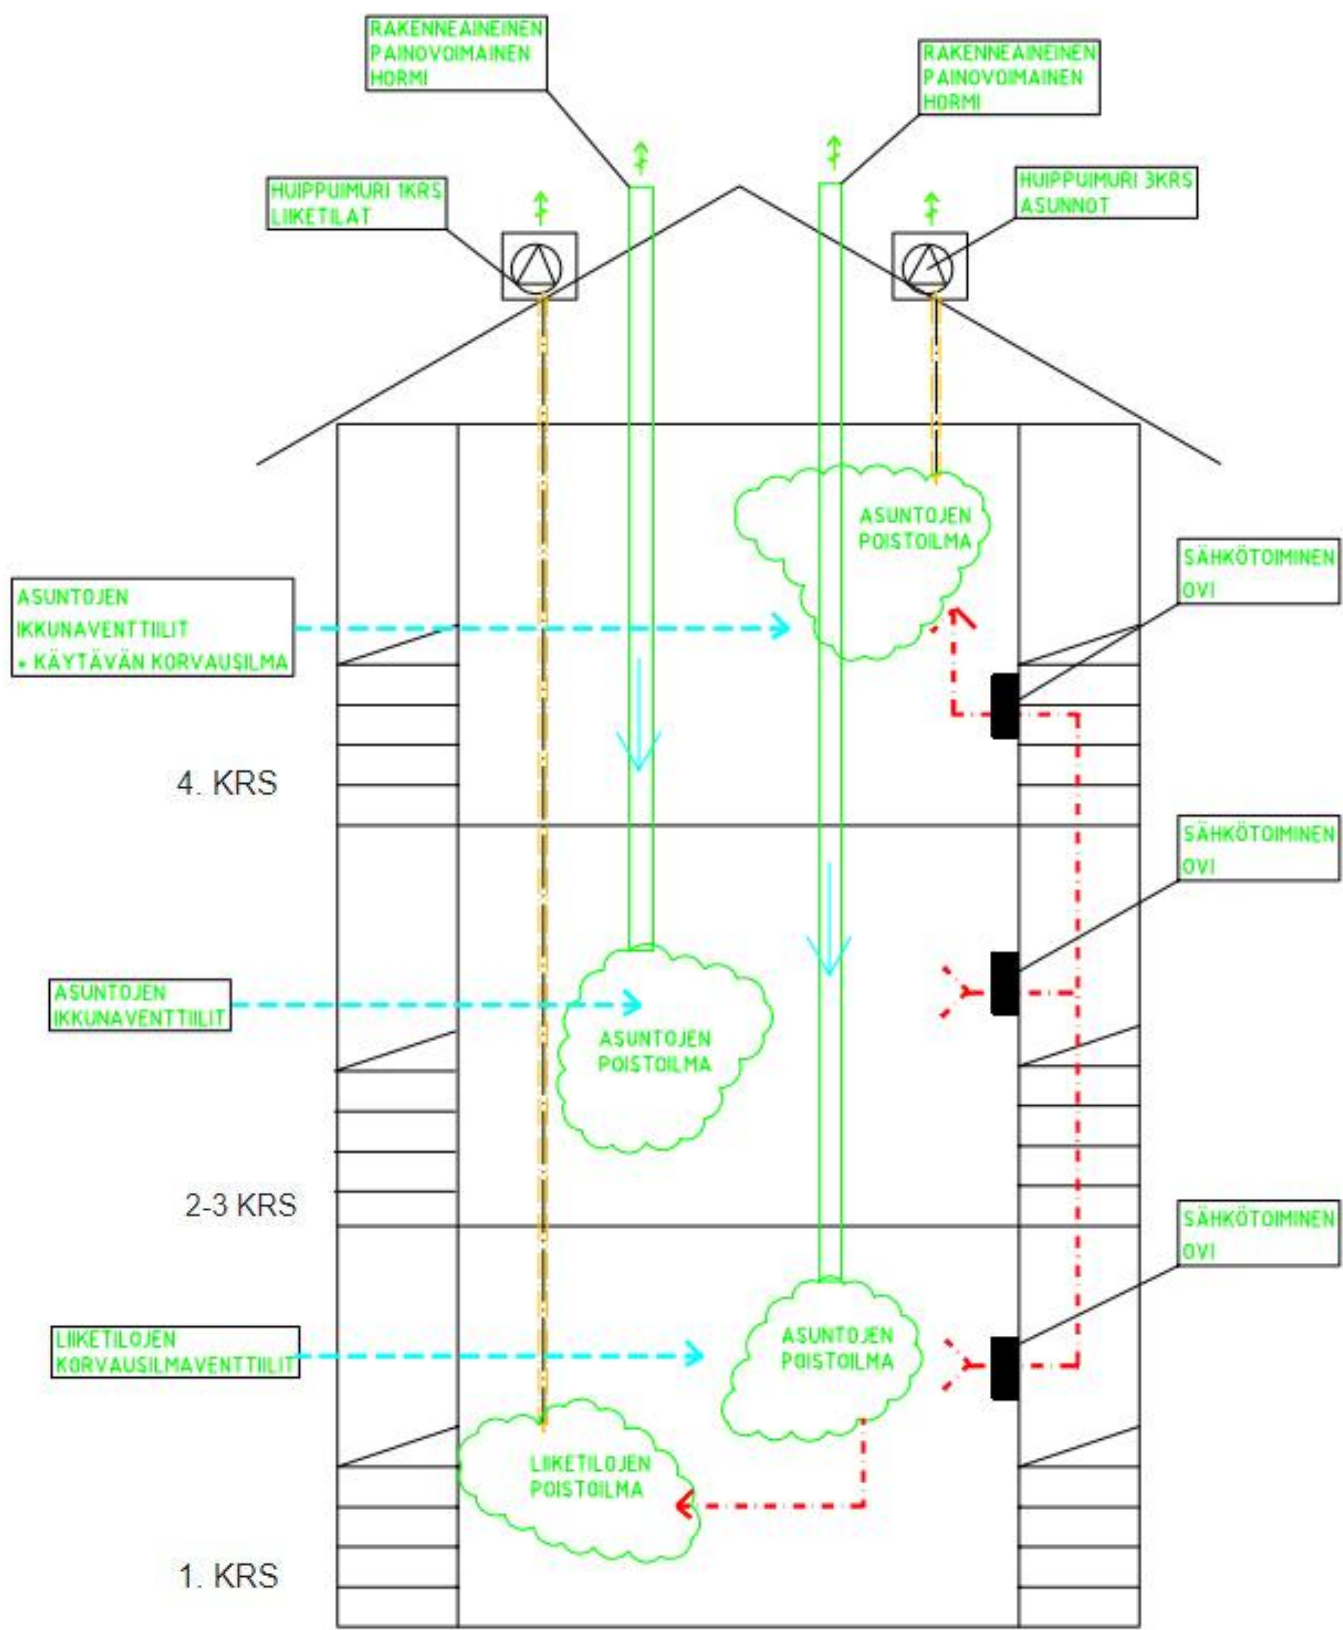 RAKENNEAINEINEN
PAINOVOIMAINEN
HORMI
RAKENNEAINEINEN
PAINOVOIMAINEN
HORMI
HUIPPUIMURI 1KRS
LIIKETILAT
HUIPPUIMURI 3KRS
ASUNNOT
ASUNTOJEN
POISTOILMA
SÄHKÖTOIMINEN
OVI
ASUNTOJEN
IKKUNAVENTTIILIT
+ KÄYTÄVÄN KORVAUSILMA
4. KRS
SÄHKÖTOIMINEN
OVI
ASUNTOJEN
IKKUNAVENTTIILIT
ASUNTOJEN
POISTOILMA
2-3 KRS
SÄHKÖTOIMINEN
OVI
LIIKETILOJEN
KORVAUSILMAVENTTIILIT
ASUNTOJEN
POISTOILMA
LIIKETILOJEN
POISTOILMA
1. KRS